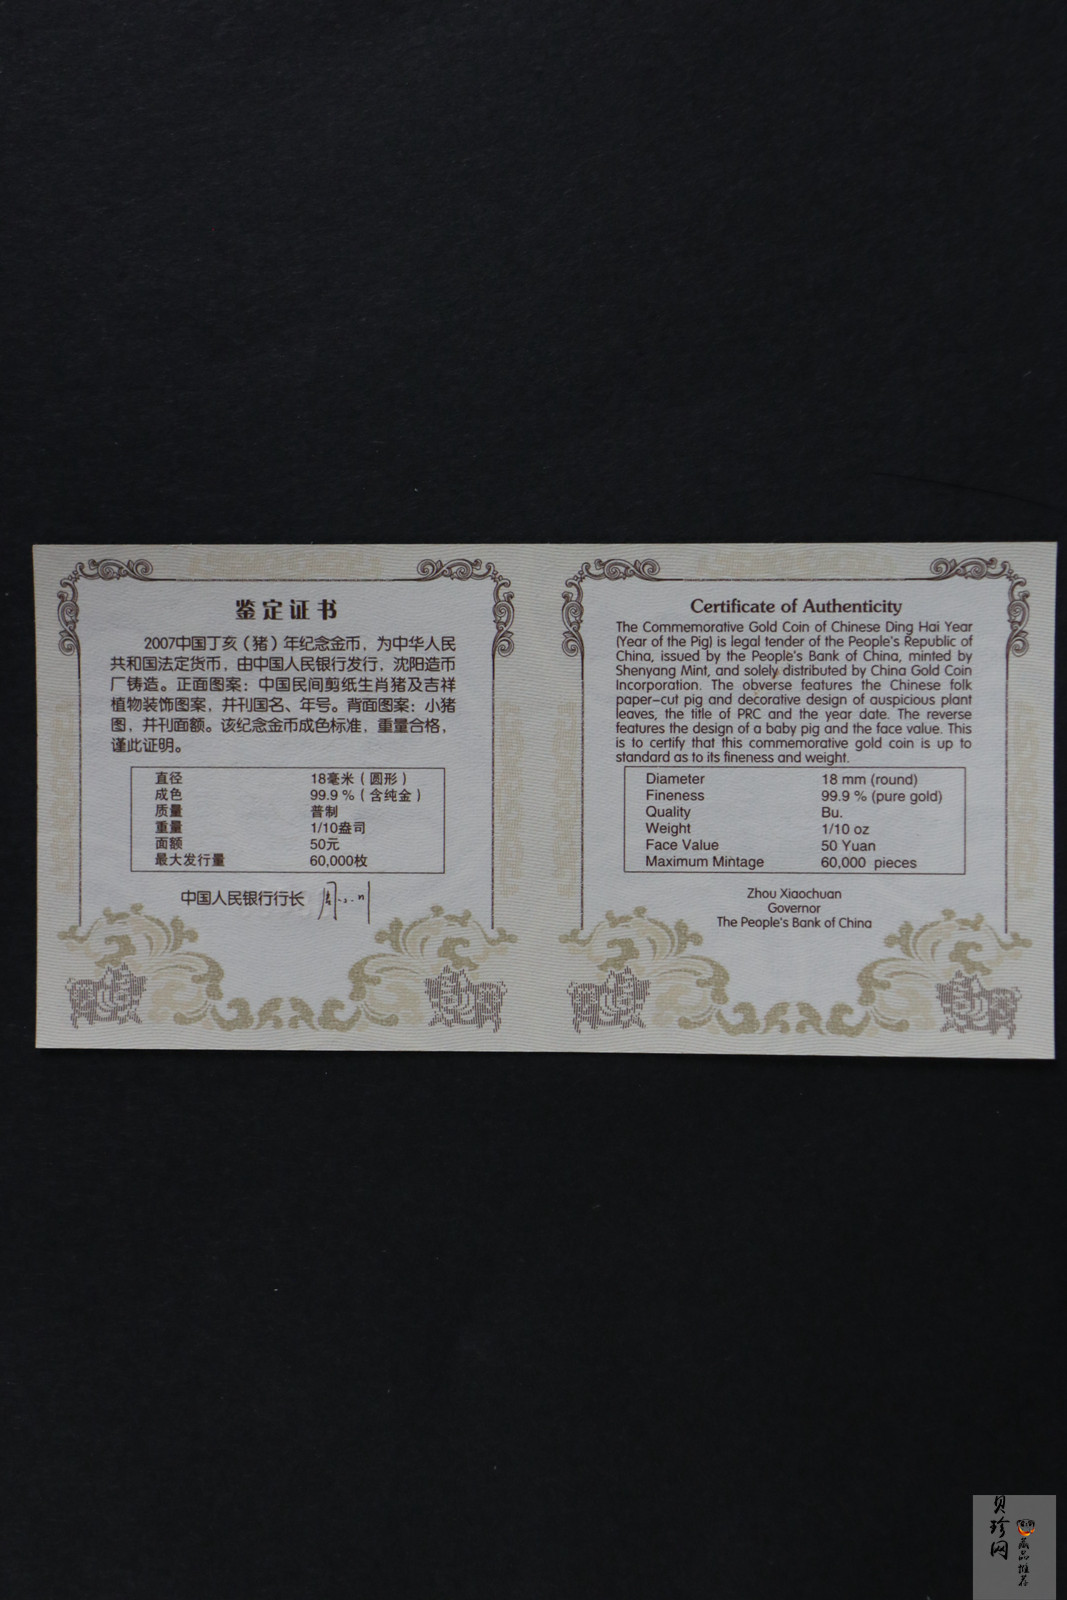 鉴定证书
2007中国丁亥（猪）年纪念金币，为中华人民
共和国法定货币，由中国人民银行发行，沈阳造币
厂铸造。正面图案：中国民间剪纸生肖猪及吉祥
植物装饰图案，并刊国名、年号。背面图案：小猪
图，并刊面额。该纪念金币成色标准，重量合格，
谨此证明。
直径 18毫米（圆形）
成色 99.9％（含纯金）
质量 普制
重量 1/10盎司
面额 50元
最大发行量 60,000枚
中国人民银行行长
Certificate of Authenticity
The Commemorative Gold Coin of Chinese Ding Hai Year
(Year of the Pig) is legal tender of the People's Republic of
China, issued by the People's Bank of China, minted by
Shenyang Mint, and solely distributed by China Gold Coin
Incorporation. The obverse features the Chinese folk
paper-cut pig and decorative design of auspicious plant
leaves, the title of PRC and the year date. The reverse
features the design of a baby pig and the face value. This
is to certify that this commemorative gold coin is up to
standard as to its fineness and weight.
Diameter 18 mm (round)
Fineness 99.9 % (pure gold)
Quality Bu.
Weight 1/10 oz
Face Value 50 Yuan
Maximum Mintage 60,000 pieces
Zhou Xiaochuan
Governor
The People's Bank of China
贝珍网
藏品推荐